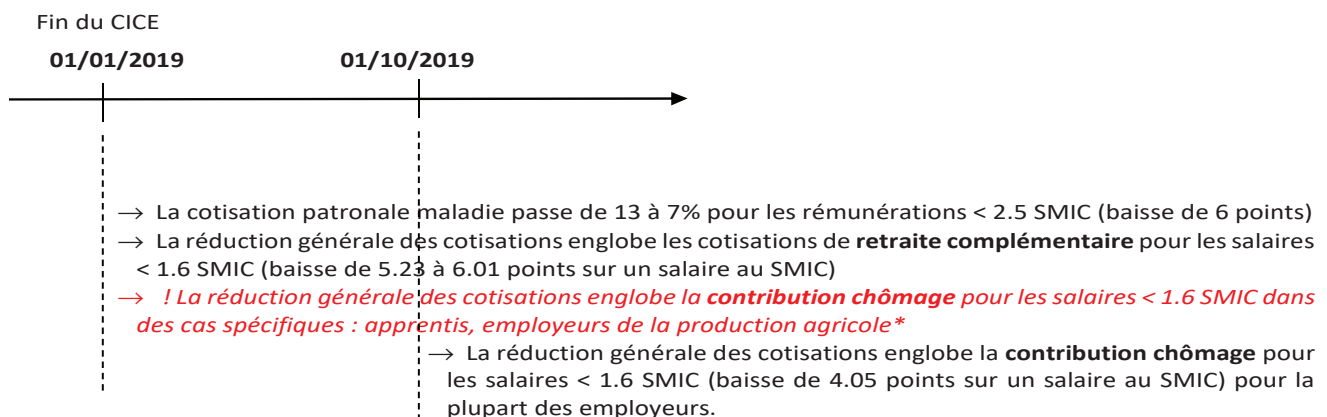 Fin du CICE
01/01/2019 01/10/2019
→ La cotisation patronale maladie passe de 13 à 7% pour les rémunérations < 2.5 SMIC (baisse de 6 points)
→ La réduction générale des cotisations englobe les cotisations de retraite complémentaire pour les salaires
< 1.6 SMIC (baisse de 5.23 à 6.01 points sur un salaire au SMIC)
→ ! La réduction générale des cotisations englobe la contribution chômage pour les salaires < 1.6 SMIC dans
des cas spécifiques : apprentis, employeurs de la production agricole*
→ La réduction générale des cotisations englobe la contribution chômage pour
les salaires < 1.6 SMIC (baisse de 4.05 points sur un salaire au SMIC) pour la
plupart des employeurs.